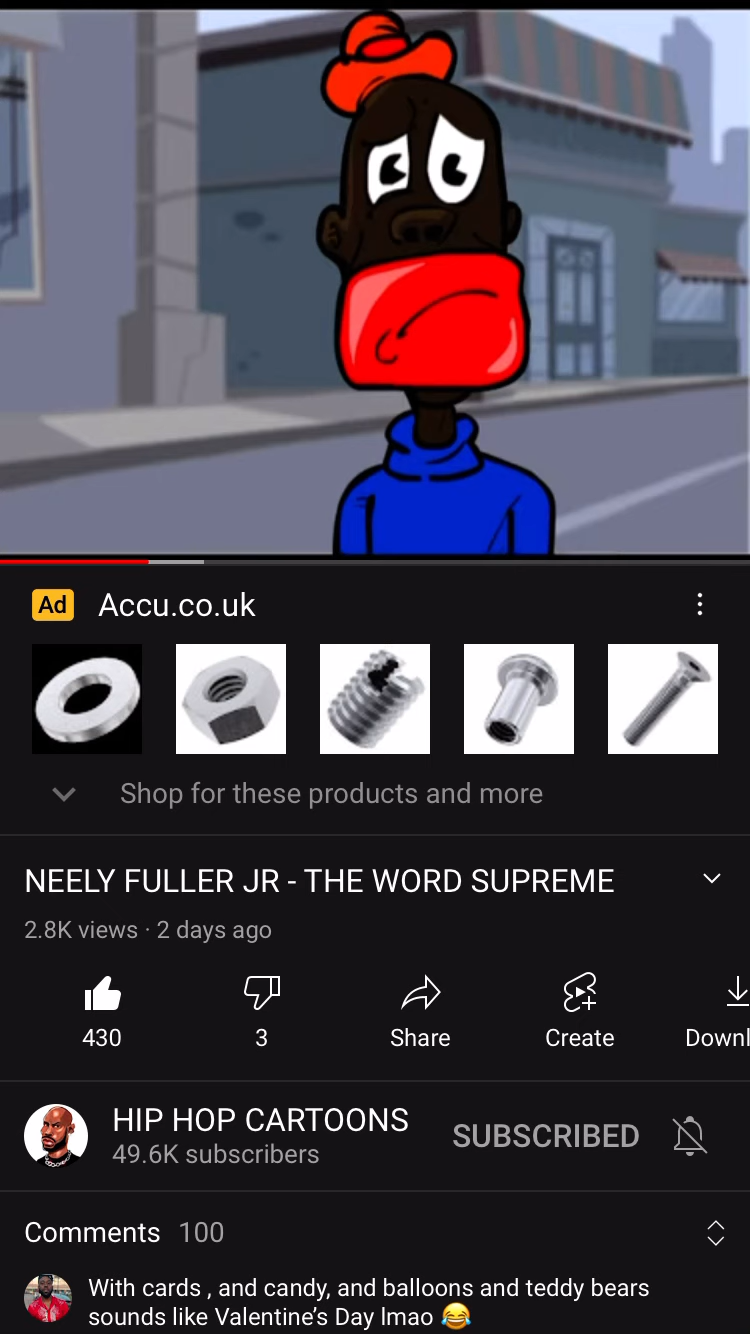 Ad Accu.co.uk
Shop for these products and more
NEELY FULLER JR - THE WORD SUPREME
2.8K views · 2 days ago
430 3 Share Create Downl
HIP HOP CARTOONS
SUBSCRIBED
49.6K subscribers
Comments 100
With cards , and candy, and balloons and teddy bears
sounds like Valentine’s Day lmao 😂